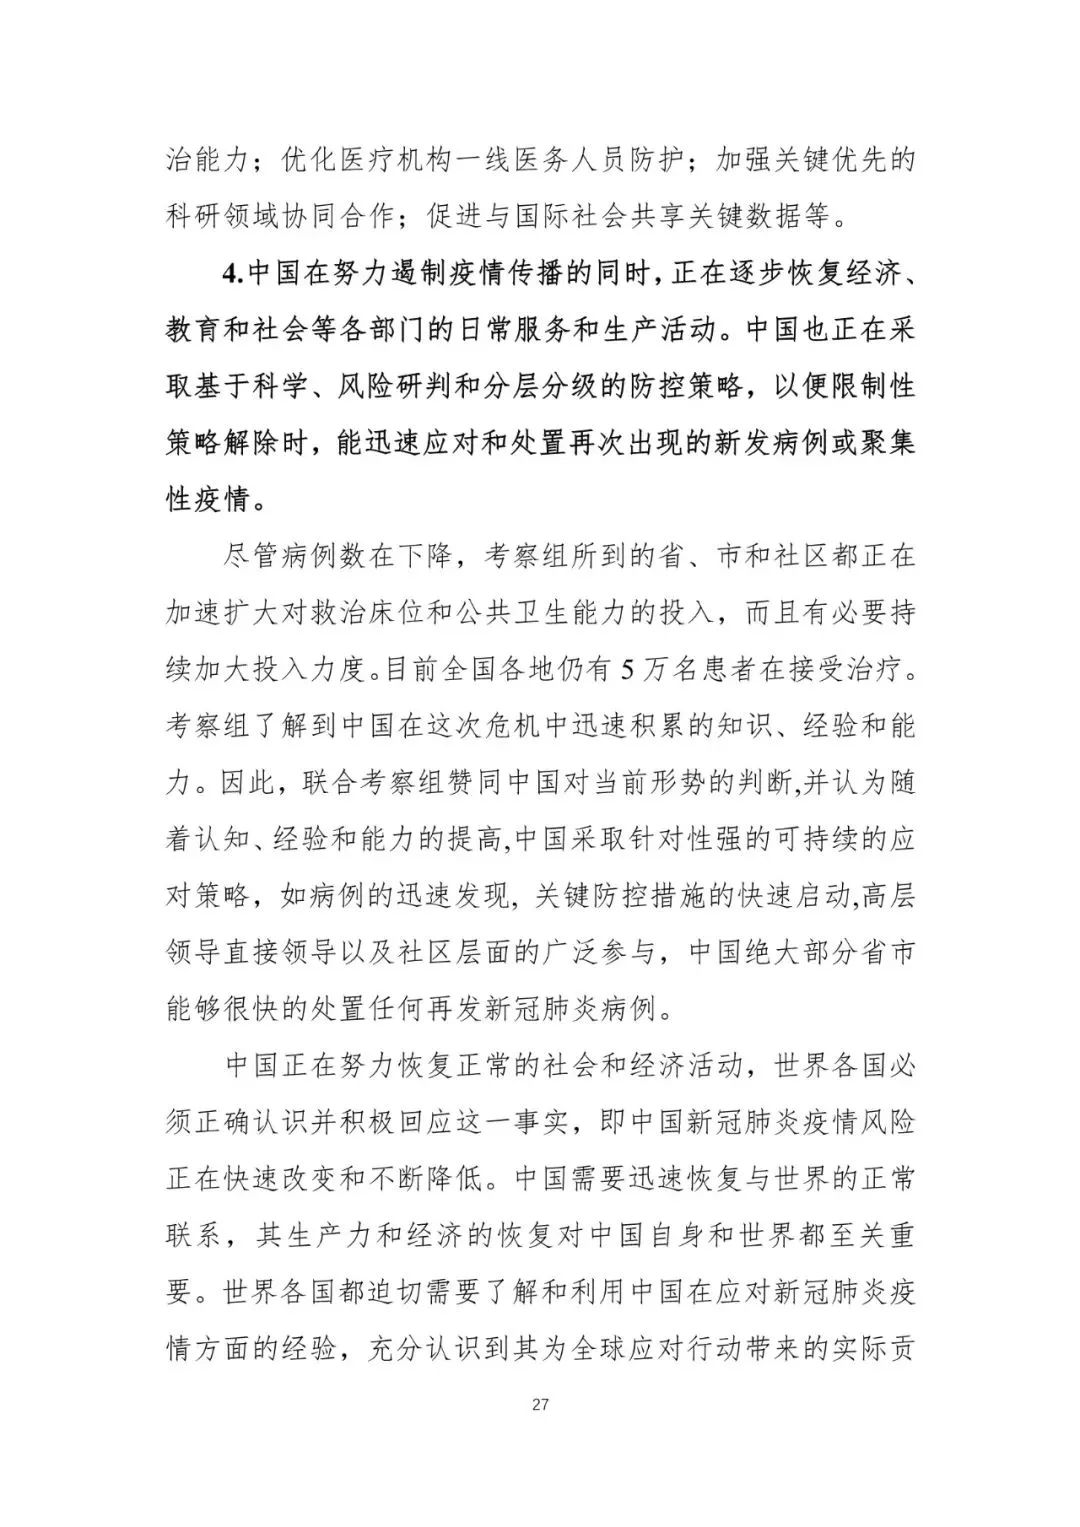 治能力；优化医疗机构一线医务人员防护；加强关键优先的
科研领域协同合作；促进与国际社会共享关键数据等。
4.中国在努力遏制疫情传播的同时，正在逐步恢复经济、
教育和社会等各部门的日常服务和生产活动。中国也正在采
取基于科学、风险研判和分层分级的防控策略，以便限制性
策略解除时，能迅速应对和处置再次出现的新发病例或聚集
性疫情。
尽管病例数在下降，考察组所到的省、市和社区都正在
加速扩大对救治床位和公共卫生能力的投入，而且有必要持
续加大投入力度。目前全国各地仍有 5 万名患者在接受治疗。
考察组了解到中国在这次危机中迅速积累的知识、经验和能
力。因此，联合考察组赞同中国对当前形势的判断,并认为随
着认知、经验和能力的提高,中国采取针对性强的可持续的应
对策略，如病例的迅速发现, 关键防控措施的快速启动,高层
领导直接领导以及社区层面的广泛参与，中国绝大部分省市
能够很快的处置任何再发新冠肺炎病例。
中国正在努力恢复正常的社会和经济活动，世界各国必
须正确认识并积极回应这一事实，即中国新冠肺炎疫情风险
正在快速改变和不断降低。中国需要迅速恢复与世界的正常
联系，其生产力和经济的恢复对中国自身和世界都至关重
要。世界各国都迫切需要了解和利用中国在应对新冠肺炎疫
情方面的经验，充分认识到其为全球应对行动带来的实际贡
27